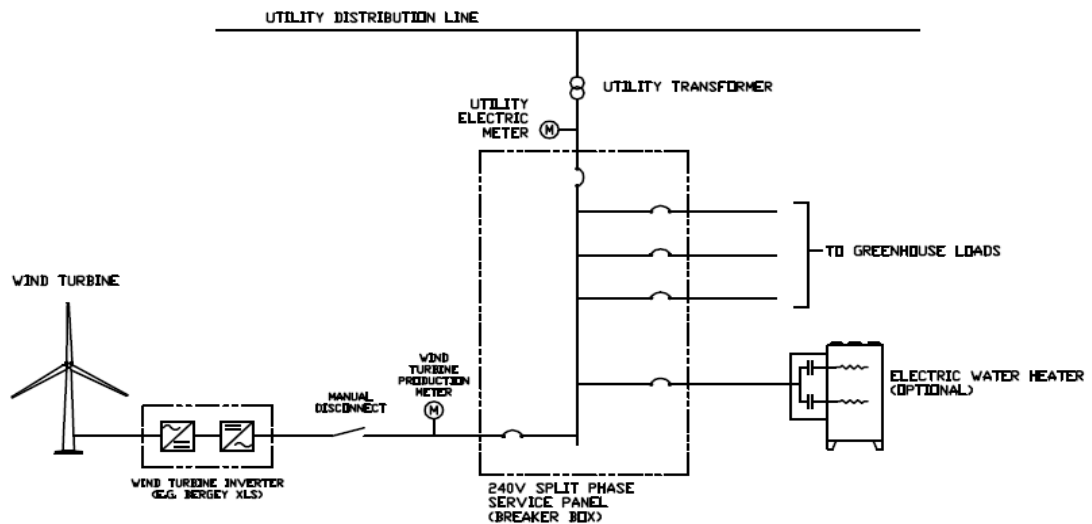 UTILITY DISTRIBUTION LINE
UTILITY TRANSFORMER
UTILITY
ELECTRIC
METER
M
TO GREENHOUSE LOADS
WIND TURBINE
WIND
TURBINE
PRODUCTION
METER
M
MANUAL
DISCONNECT
ELECTRIC WATER HEATER
(OPTIONAL)
WIND TURBINE INVERTER
(E.G. BERGEY XLS)
240V SPLIT PHASE
SERVICE PANEL
(BREAKER BOX)